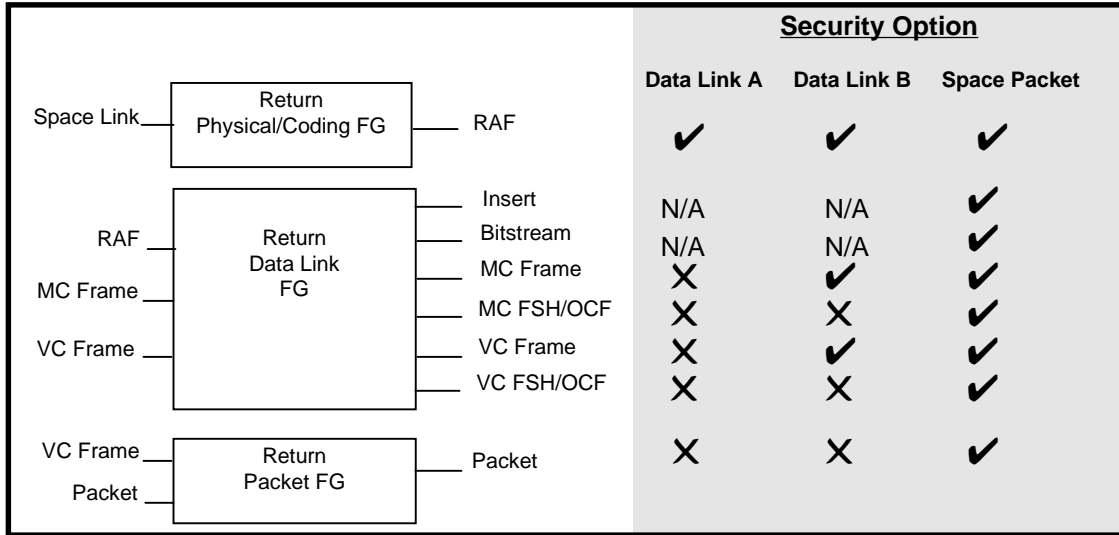 Security Option
Data Link A Data Link B Space Packet
Space Link
Return
Physical/Coding FG
RAF
✔ ✔ ✔
RAF
MC Frame
VC Frame
Return
Data Link
FG
Insert
N/A N/A ✔
Bitstream
N/A N/A ✔
MC Frame
✗ ✔ ✔
MC FSH/OCF
✗ ✗ ✔
VC Frame
✗ ✔ ✔
VC FSH/OCF
✗ ✗ ✔
VC Frame
Packet
Return
Packet FG
Packet
✗ ✗ ✔